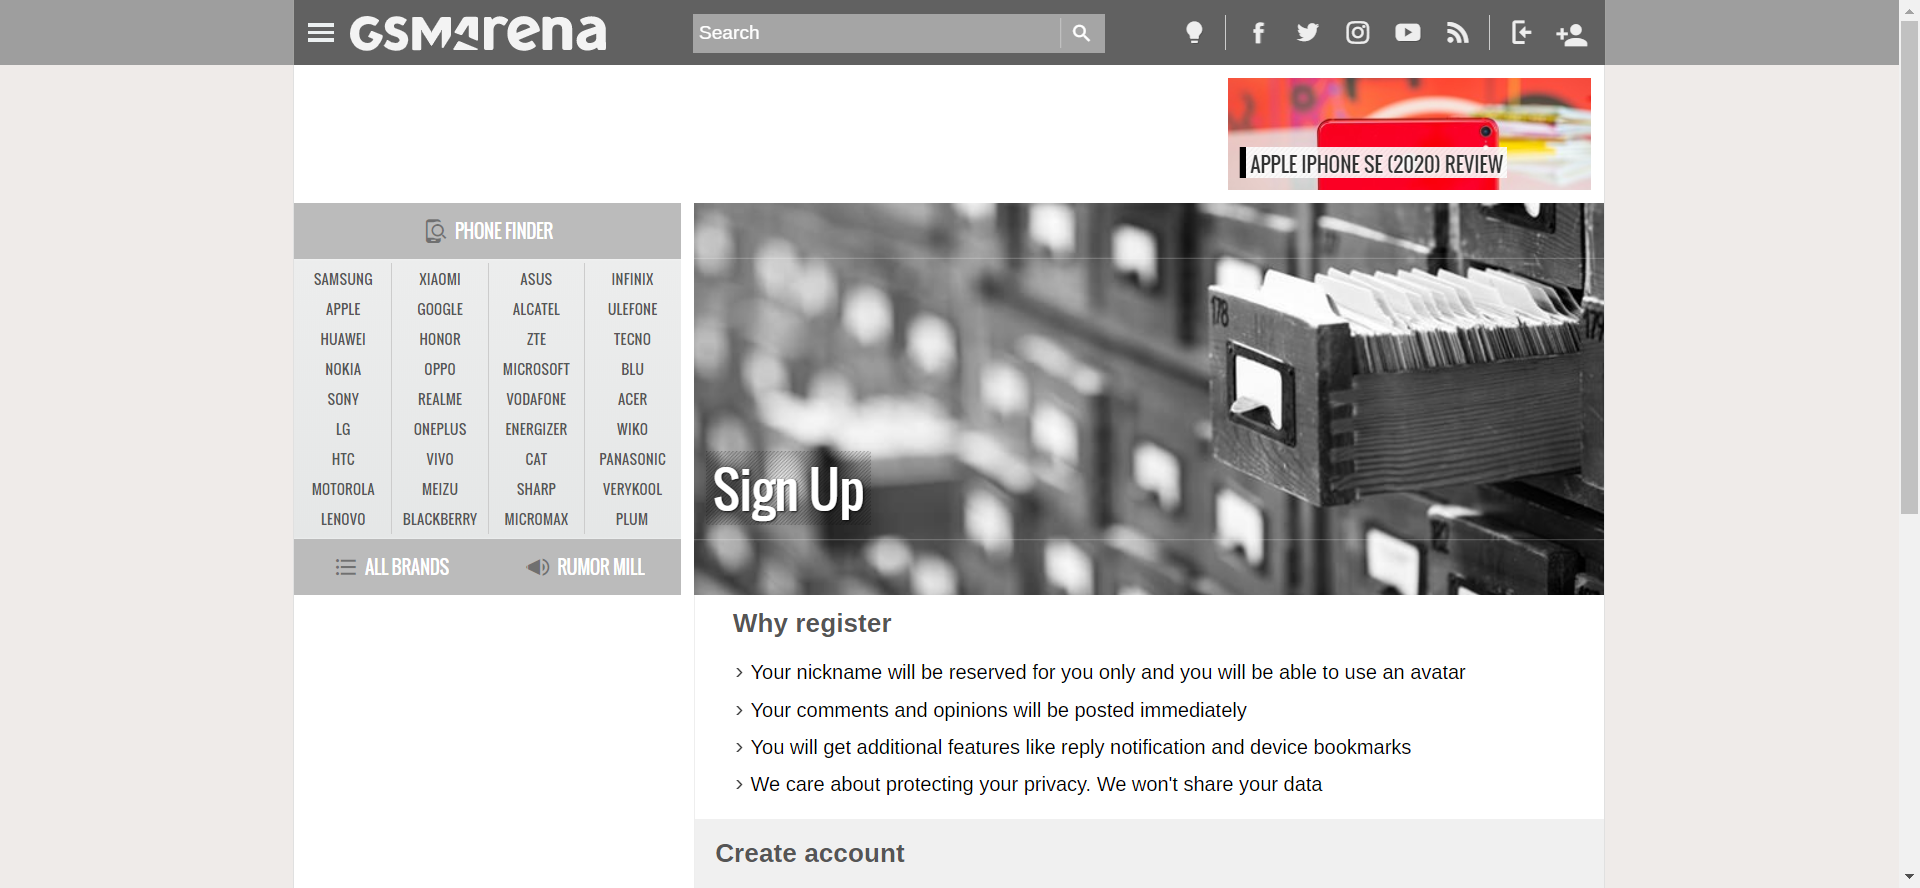 GSMArena
Search
APPLE IPHONE SE (2020) REVIEW
PHONE FINDER
SAMSUNG XIAOMI ASUS INFINIX
APPLE GOOGLE ALCATEL ULEFONE
HUAWEI HONOR ZTE TECNO
NOKIA OPPO MICROSOFT BLU
SONY REALME VODAFONE ACER
LG ONEPLUS ENERGIZER WIKO
HTC VIVO CAT PANASONIC
MOTOROLA MEIZU SHARP VERYKOOL
LENOVO BLACKBERRY MICROMAX PLUM
ALL BRANDS RUMOR MILL
178
Sign Up
Why register
Your nickname will be reserved for you only and you will be able to use an avatar
Your comments and opinions will be posted immediately
You will get additional features like reply notification and device bookmarks
We care about protecting your privacy. We won't share your data
Create account